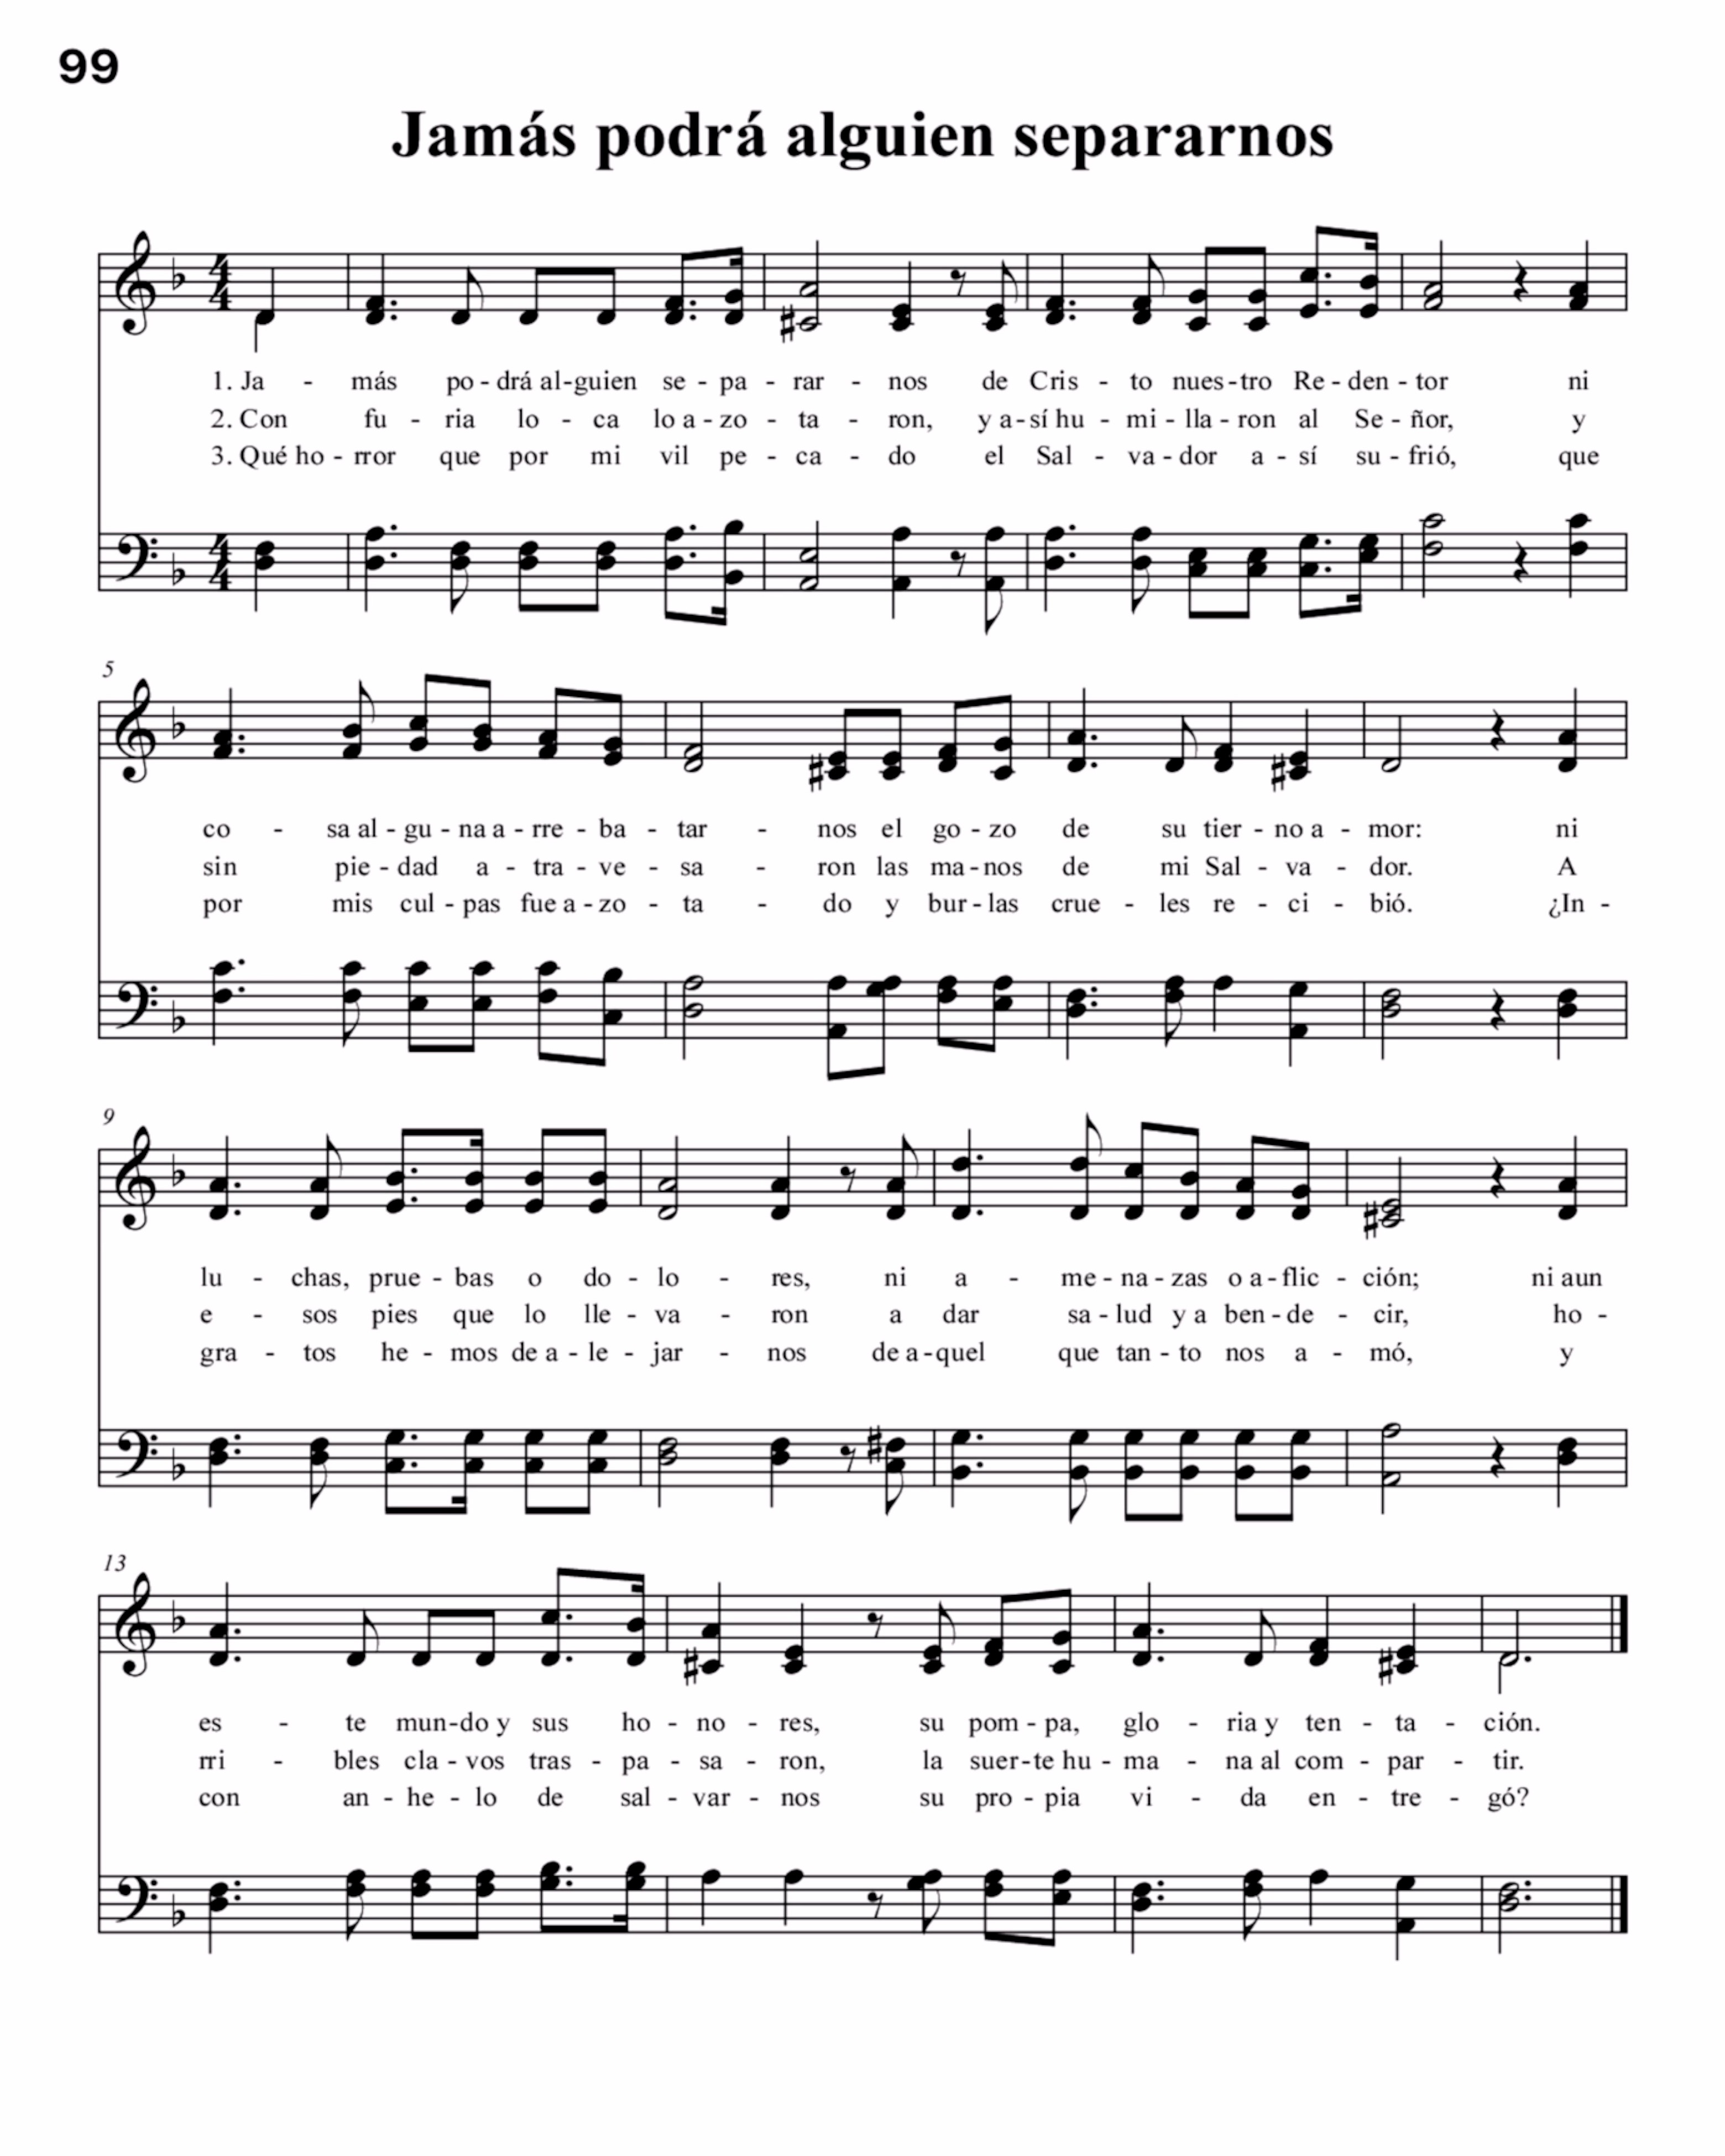 99
Jamás podrá alguien separarnos
4 4
1. Ja - más po - drá al - guien se - pa - rar - nos de Cris - to nues - tro Re - den - tor ni
2. Con fu - ria lo - ca lo a - zo - ta - ron, y a - sí hu - mi - lla - ron al Se - ñor, y
3. Qué ho - rror que por mi vil pe - ca - do el Sal - va - dor a - sí su - frió, que
4 4
5
co - sa al - gu - na a - rre - ba - tar - nos el go - zo de su tier - no a - mor: ni
sin pie - dad a - tra - ve - sa - ron las ma - nos de mi Sal - va - dor. A
por mis cul - pas fue a - zo - ta - do y bur - las crue - les re - ci - bió. ¿In -
9
lu - chas, prue - bas o do - lo - res, ni a - me - na - zas o a - flic - ción; ni aun
e - sos pies que lo lle - va - ron a dar sa - lud y a ben - de - cir, ho -
gra - tos he - mos de a - le - jar - nos de a - quel que tan - to nos a - mó, y
13
es - te mun - do y sus ho - no - res, su pom - pa, glo - ria y ten - ta - ción.
rri - bles cla - vos tras - pa - sa - ron, la suer - te hu - ma - na al com - par - tir.
con an - he - lo de sal - var - nos su pro - pia vi - da en - tre - gó?